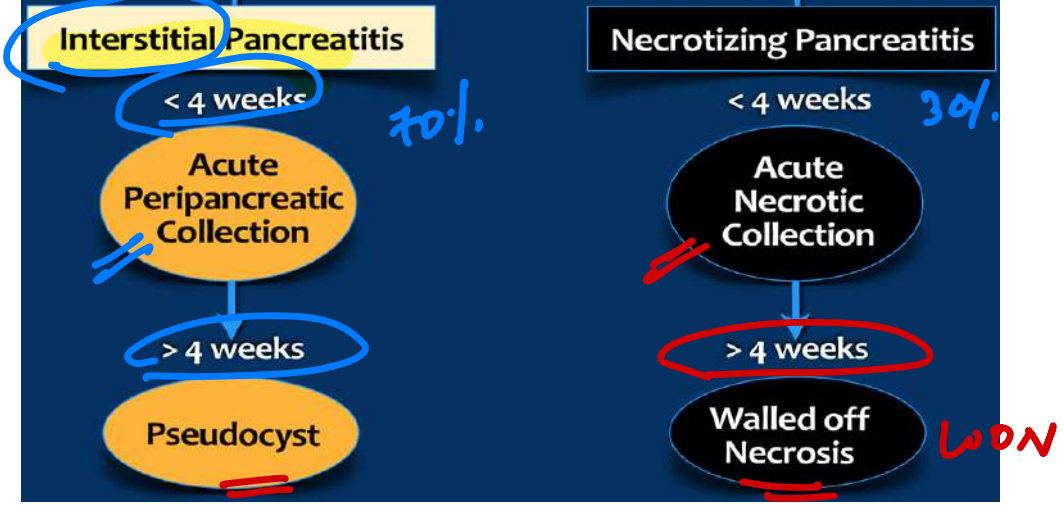 Interstitial Pancreatitis
< 4 weeks
70%.
Acute
Peripancreatic
Collection
> 4 weeks
Pseudocyst
Necrotizing Pancreatitis
< 4 weeks
30%.
Acute
Necrotic
Collection
> 4 weeks
Walled off
Necrosis
WON